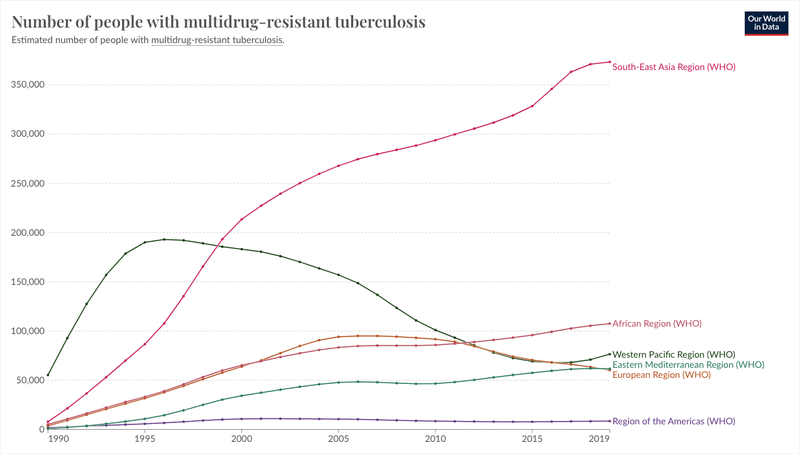 Number of people with multidrug-resistant tuberculosis
Estimated number of people with multidrug-resistant tuberculosis.
Our World
in Data
350,000
300,000
250,000
200,000
150,000
100,000
50,000
0
1990
1995
2000
2005
2010
2015
2019
South-East Asia Region (WHO)
African Region (WHO)
Western Pacific Region (WHO)
Eastern Mediterranean Region (WHO)
European Region (WHO)
Region of the Americas (WHO)